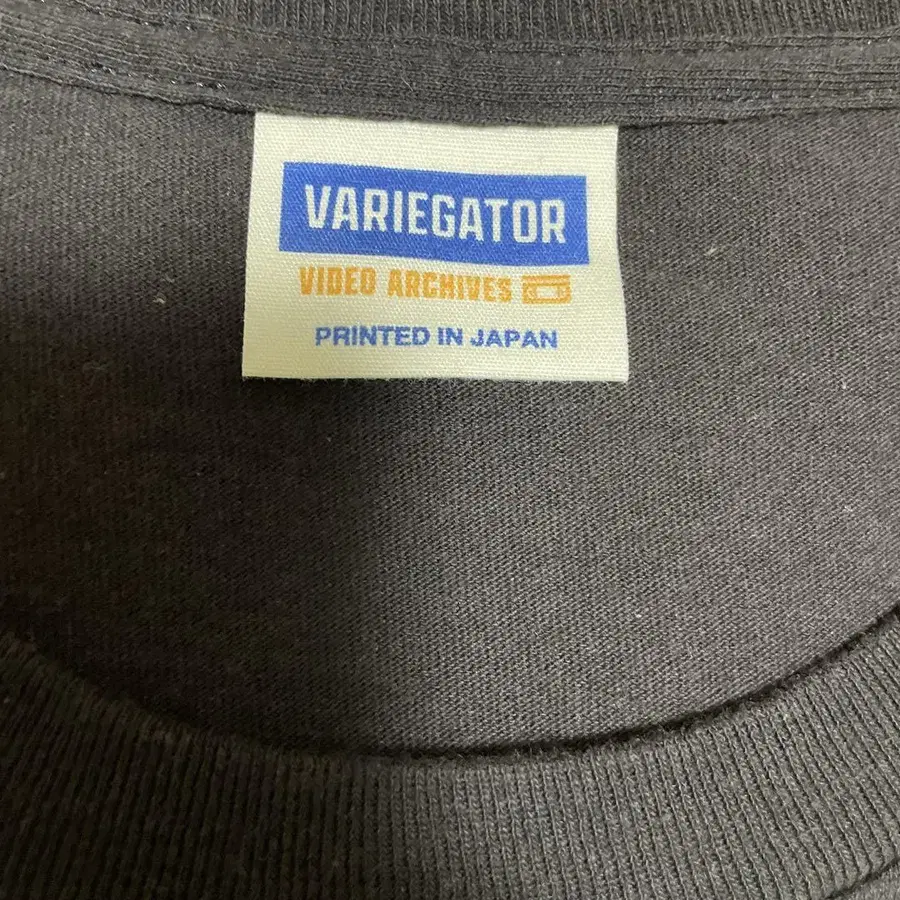 VARIEGATOR
VIDEO ARCHIVES
PRINTED IN JAPAN